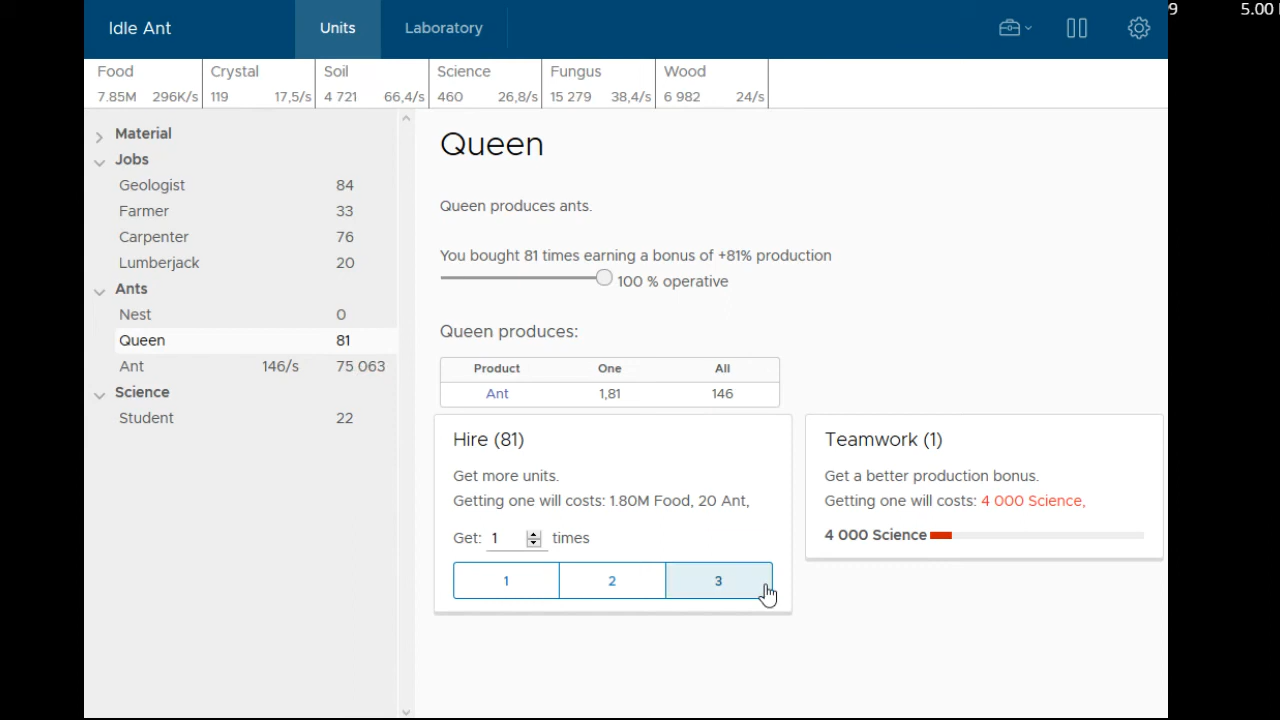 9 5.00
Idle Ant Units Laboratory
Food Crystal Soil Science Fungus Wood
7.85M 296K/s 119 17,5/s 4 721 66,4/s 460 26,8/s 15 279 38,4/s 6 982 24/s
Material
Jobs
Geologist 84
Farmer 33
Carpenter 76
Lumberjack 20
Ants
Nest 0
Queen 81
Ant 146/s 75 063
Science
Student 22
Queen
Queen produces ants.
You bought 81 times earning a bonus of +81% production
100 % operative
Queen produces:
Product One All
Ant 1,81 146
Hire (81)
Get more units.
Getting one will costs: 1.80M Food, 20 Ant,
Get: 1 times
1 2 3
Teamwork (1)
Get a better production bonus.
Getting one will costs: 4 000 Science,
4 000 Science